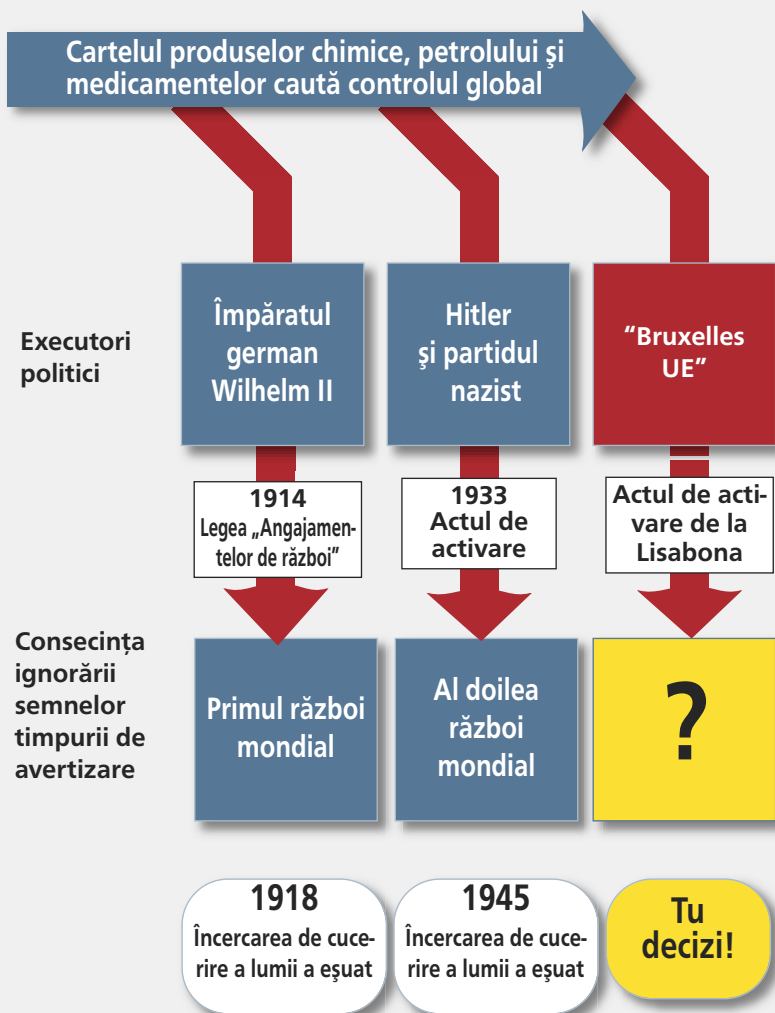 Cartelul produselor chimice, petrolului şi
medicamentelor caută controlul global
Executori
politici
Împăratul
german
Wilhelm II
Hitler
şi partidul
nazist
“Bruxelles
UE”
1914
Legea „Angajamen-
telor de război”
1933
Actul de
activare
Actul de acti-
vare de la
Lisabona
Consecinţa
ignorării
semnelor
timpurii de
avertizare
Primul război
mondial
Al doilea
război
mondial
?
1918
Încercarea de cuce-
rire a lumii a eşuat
1945
Încercarea de cuce-
rire a lumii a eşuat
Tu
decizi!